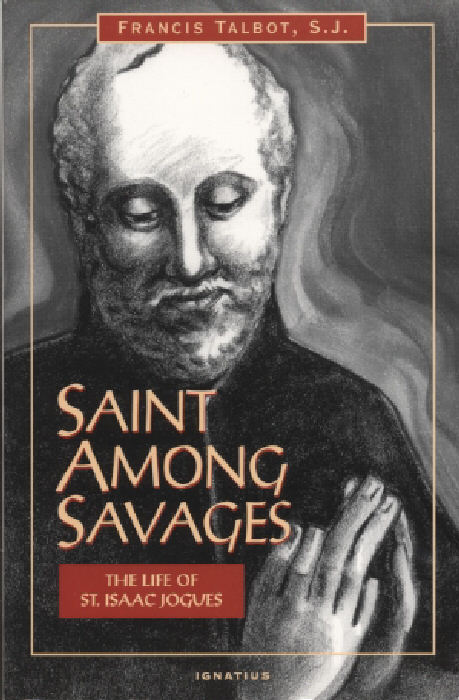 FRANCIS TALBOT, S.J.
SAINT
AMONG
SAVAGES
THE LIFE OF
ST. ISAAC JOGUES
IGNATIUS